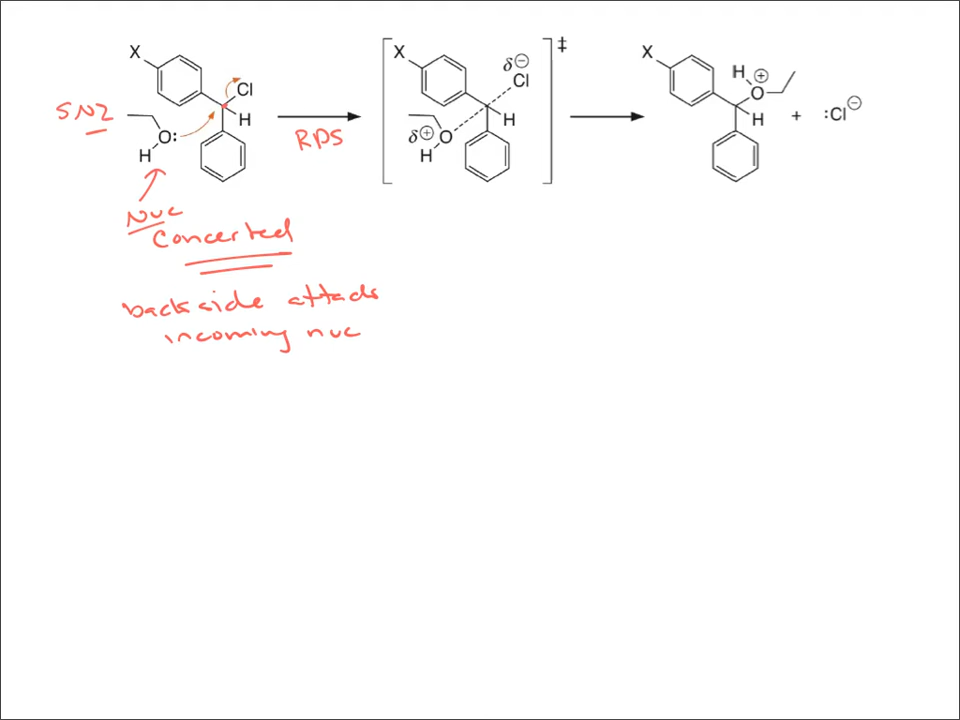 X
Cl
H
SN2
O:
H
RDS
X
δ⊖
Cl
H
δ⊕
O
H
‡
X
H
⊕
O
H
+
:Cl⊖
Nuc
Concerted
backside attacks
incoming nuc